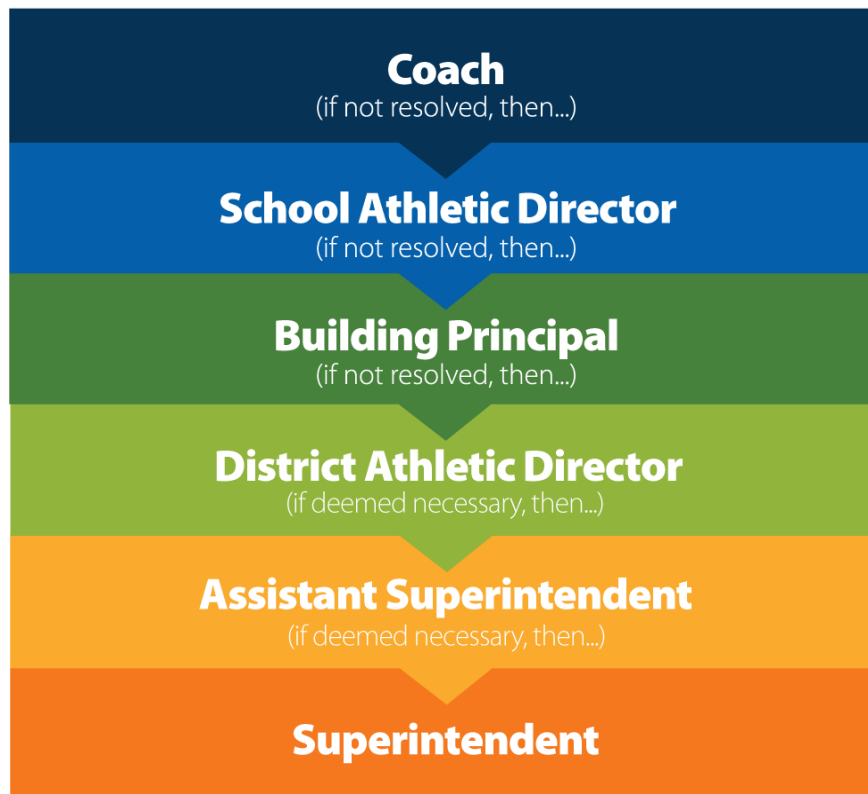 Coach
(if not resolved, then...)
School Athletic Director
(if not resolved, then...)
Building Principal
(if not resolved, then...)
District Athletic Director
(if deemed necessary, then...)
Assistant Superintendent
(if deemed necessary, then...)
Superintendent